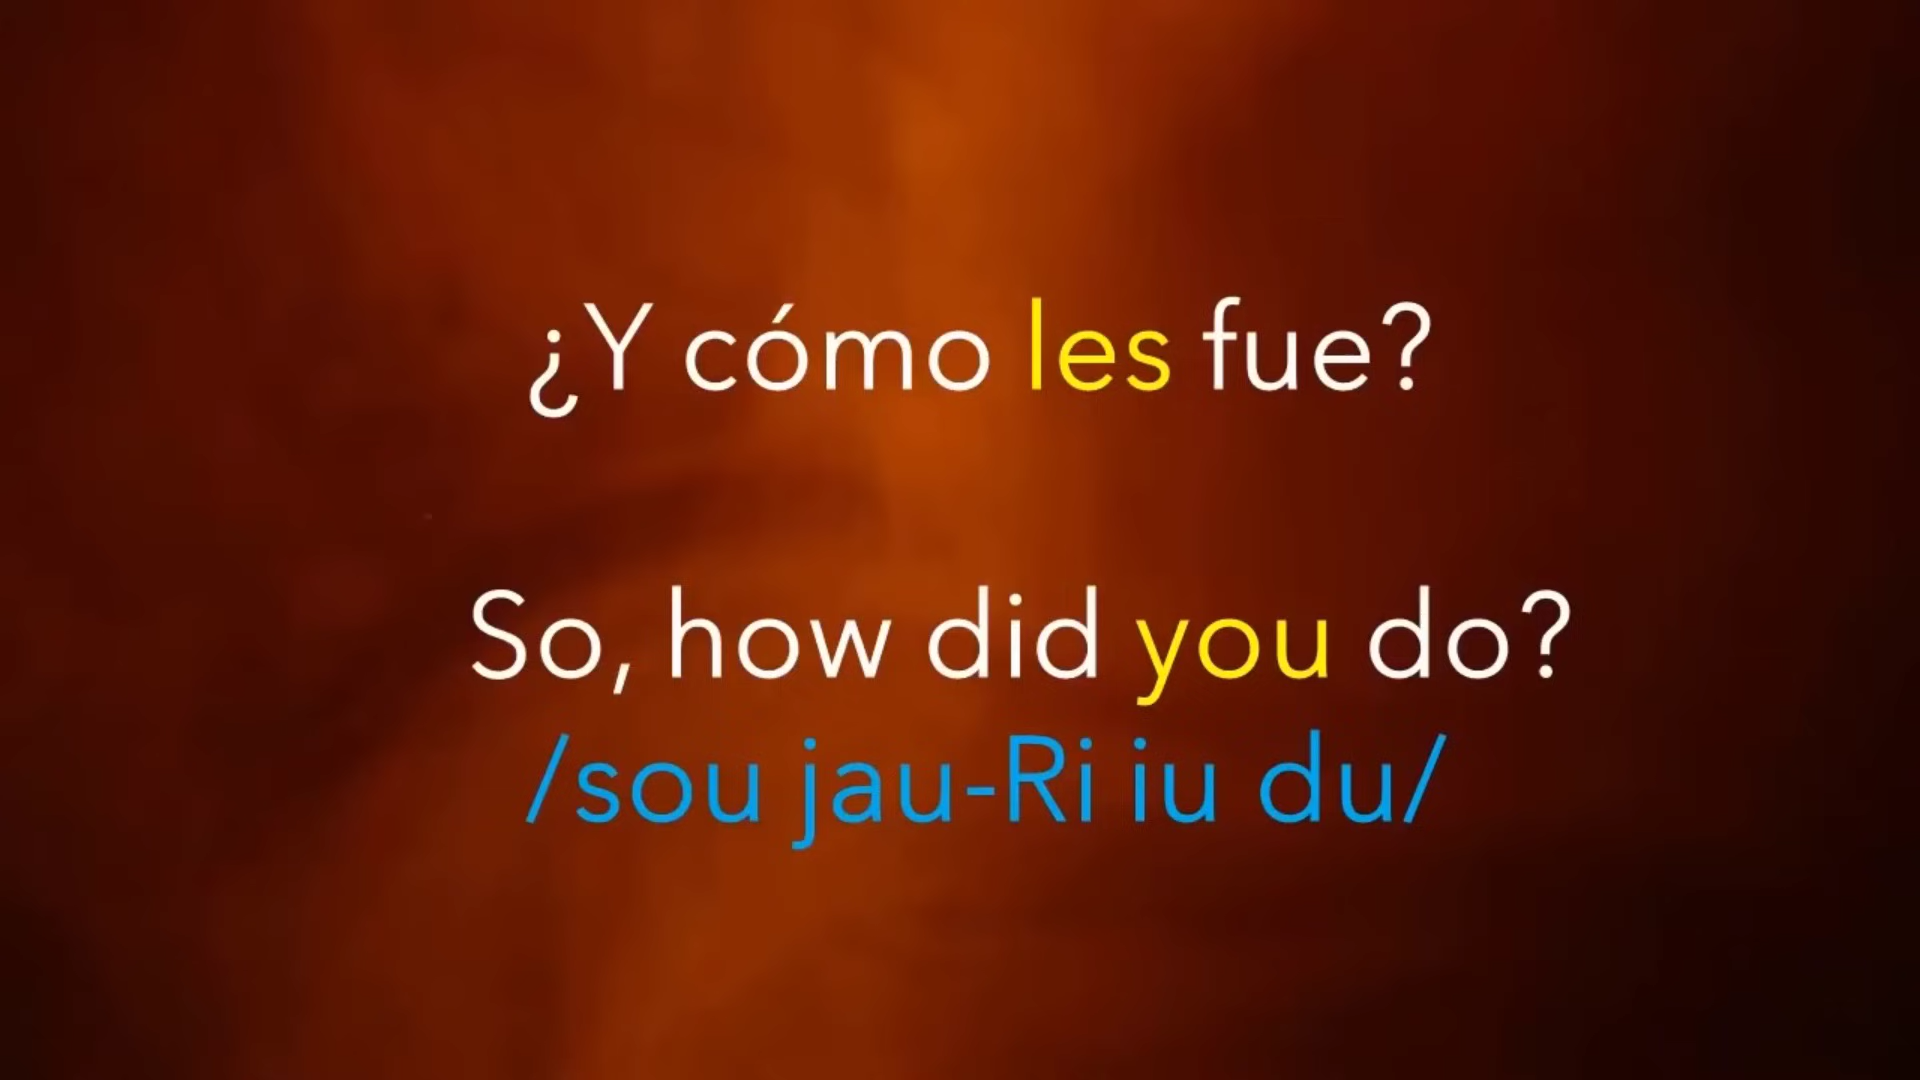 ¿Y cómo les fue?
So, how did you do?
/sou jau-Ri iu du/